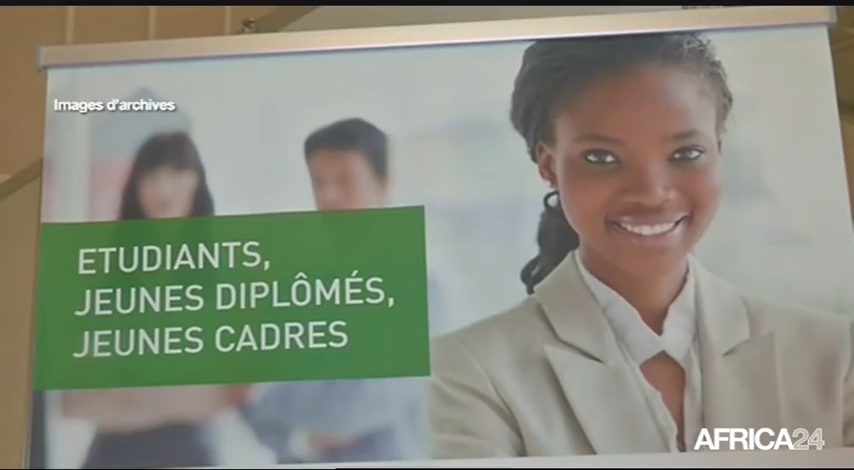 Images d'archives
ETUDIANTS,
JEUNES DIPLÔMÉS,
JEUNES CADRES
AFRICA24